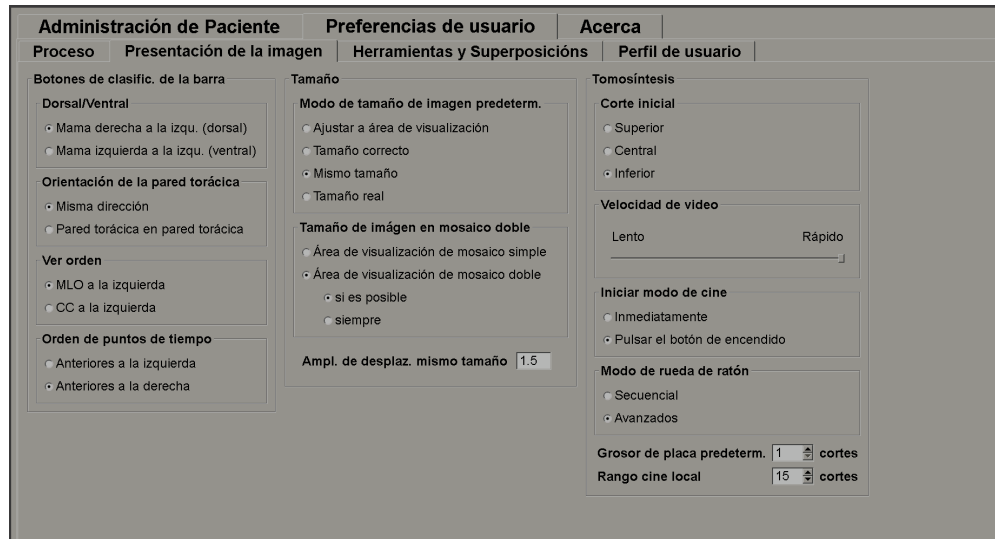 Administración de Paciente
Preferencias de usuario
Acerca
Proceso
Presentación de la imagen
Herramientas y Superposicións
Perfil de usuario
Botones de clasific. de la barra
Dorsal/Ventral
Mama derecha a la izqu. (dorsal)
Mama izquierda a la izqu. (ventral)
Orientación de la pared torácica
Misma dirección
Pared torácica en pared torácica
Ver orden
MLO a la izquierda
CC a la izquierda
Orden de puntos de tiempo
Anteriores a la izquierda
Anteriores a la derecha
Tamaño
Modo de tamaño de imagen predeterm.
Ajustar a área de visualización
Tamaño correcto
Mismo tamaño
Tamaño real
Tamaño de imágen en mosaico doble
Área de visualización de mosaico simple
Área de visualización de mosaico doble
si es posible
siempre
Ampl. de desplaz. mismo tamaño 1.5
Tomosíntesis
Corte inicial
Superior
Central
Inferior
Velocidad de video
Lento Rápido
Iniciar modo de cine
Inmediatamente
Pulsar el botón de encendido
Modo de rueda de ratón
Secuencial
Avanzados
Grosor de placa predeterm. 1 cortes
Rango cine local 15 cortes